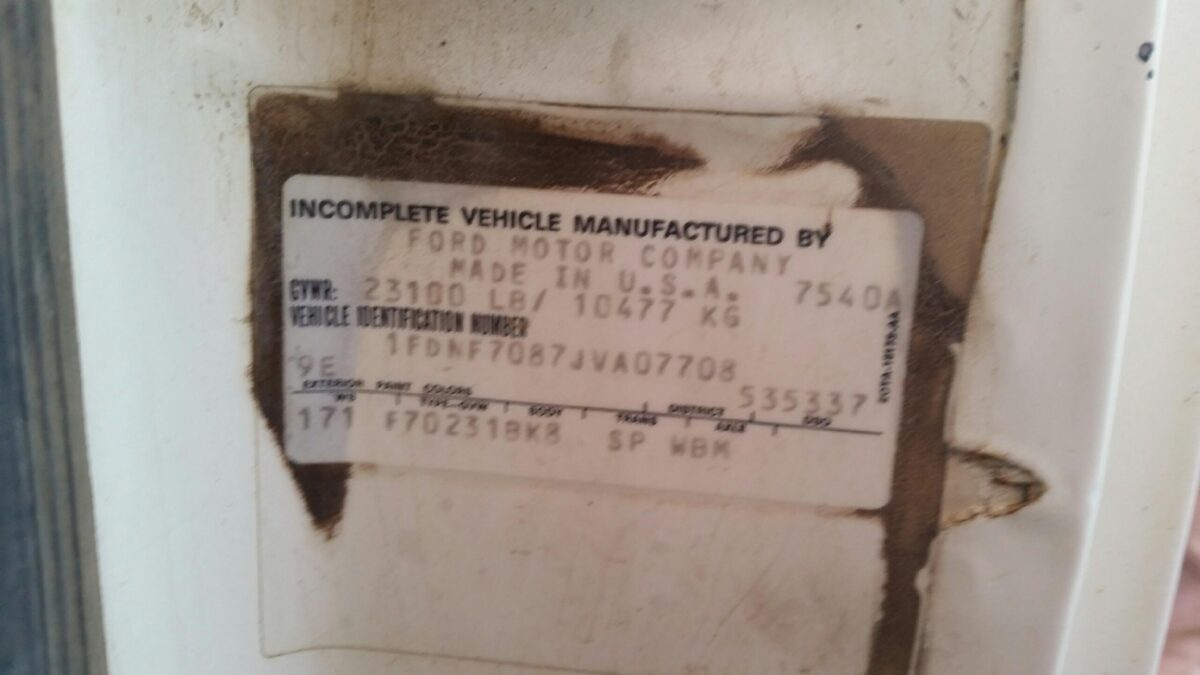 INCOMPLETE VEHICLE MANUFACTURED BY
FORD MOTOR COMPANY
MADE IN U.S.A.
GVWR: 23100 LB/ 10477 KG 7540A
VEHICLE IDENTIFICATION NUMBER
1FDNF7087JVA07708
9E 535337
EXTERIOR PAINT COLORS DISTRICT DSO
WB TYPE-GVW BODY TRANS AXLE
171 F702318K8 SP WBM